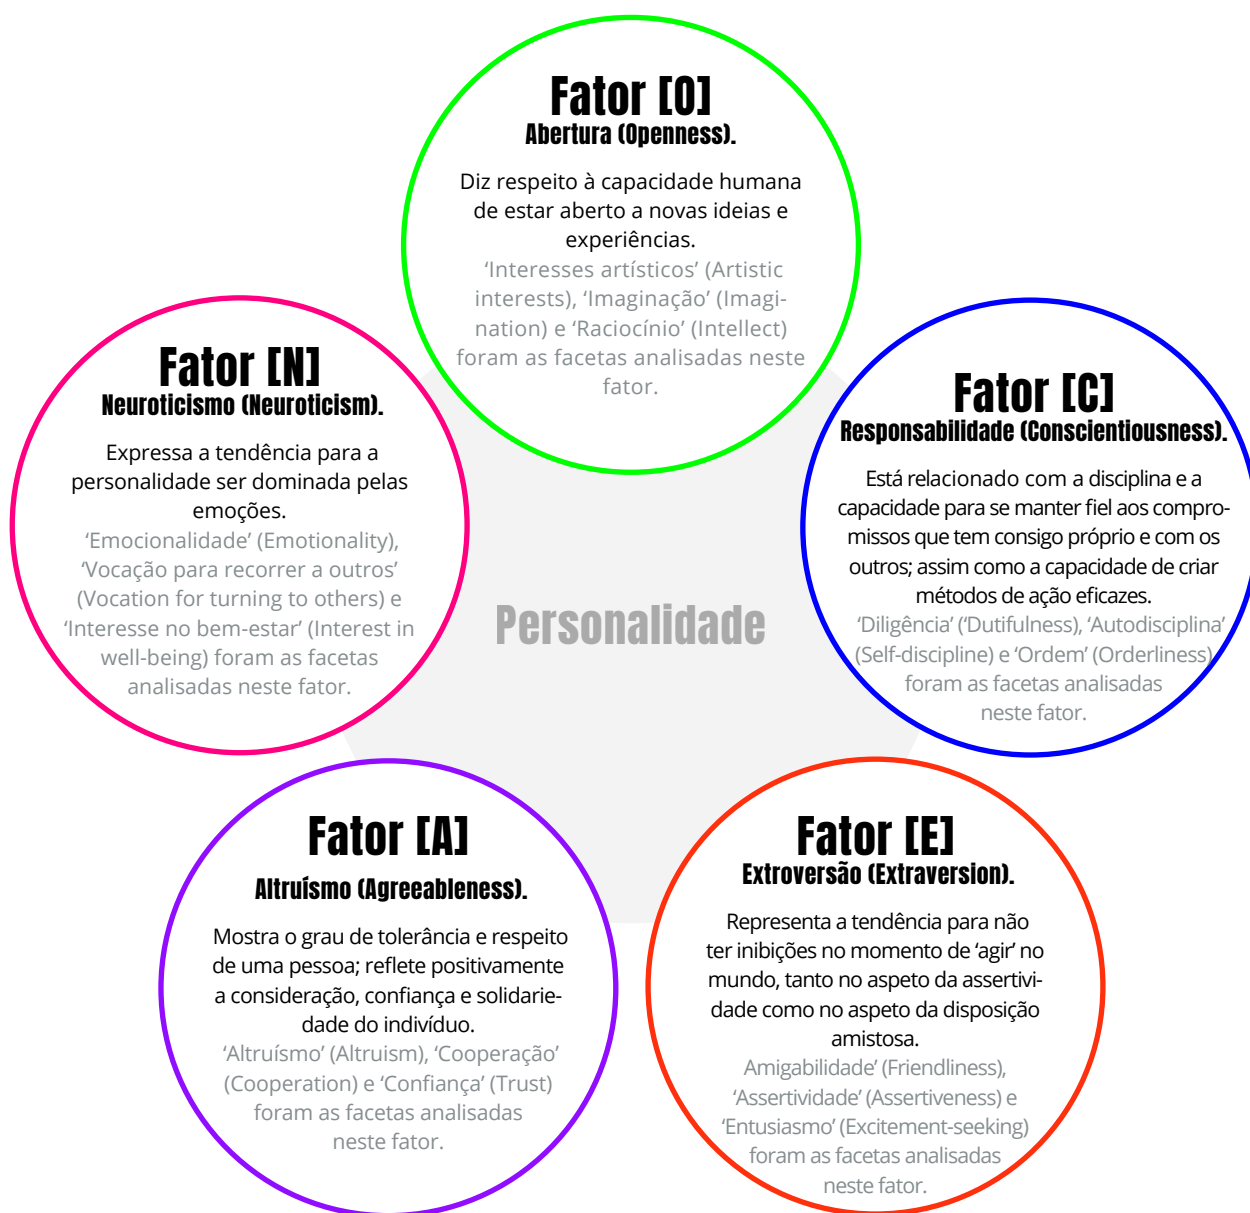 Fator [O]
Abertura (Openness).
Diz respeito à capacidade humana
de estar aberto a novas ideias e
experiências.
‘Interesses artísticos’ (Artistic
interests), ‘Imaginação’ (Imagi-
nation) e ‘Raciocínio’ (Intellect)
foram as facetas analisadas neste
fator.
Fator [N]
Neuroticismo (Neuroticism).
Expressa a tendência para a
personalidade ser dominada pelas
emoções.
‘Emocionalidade’ (Emotionality),
‘Vocação para recorrer a outros’
(Vocation for turning to others) e
‘Interesse no bem-estar’ (Interest in
well-being) foram as facetas
analisadas neste fator.
Fator [C]
Responsabilidade (Conscientiousness).
Está relacionado com a disciplina e a
capacidade para se manter fiel aos compro-
missos que tem consigo próprio e com os
outros; assim como a capacidade de criar
métodos de ação eficazes.
‘Diligência’ (‘Dutifulness), ‘Autodisciplina’
(Self-discipline) e ‘Ordem’ (Orderliness)
foram as facetas analisadas
neste fator.
Personalidade
Fator [A]
Altruísmo (Agreeableness).
Mostra o grau de tolerância e respeito
de uma pessoa; reflete positivamente
a consideração, confiança e solidarie-
dade do indivíduo.
‘Altruísmo’ (Altruism), ‘Cooperação’
(Cooperation) e ‘Confiança’ (Trust)
foram as facetas analisadas
neste fator.
Fator [E]
Extroversão (Extraversion).
Representa a tendência para não
ter inibições no momento de ‘agir’ no
mundo, tanto no aspeto da assertivi-
dade como no aspeto da disposição
amistosa.
Amigabilidade’ (Friendliness),
‘Assertividade’ (Assertiveness) e
‘Entusiasmo’ (Excitement-seeking)
foram as facetas analisadas
neste fator.